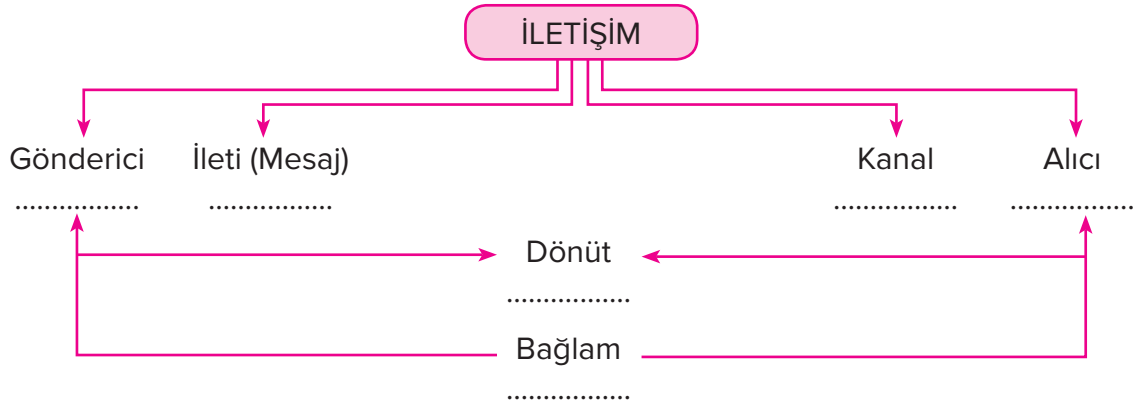 İLETİŞİM
Gönderici İleti (Mesaj) Kanal Alıcı
................. ................. ................. .................
Dönüt
.................
Bağlam
.................